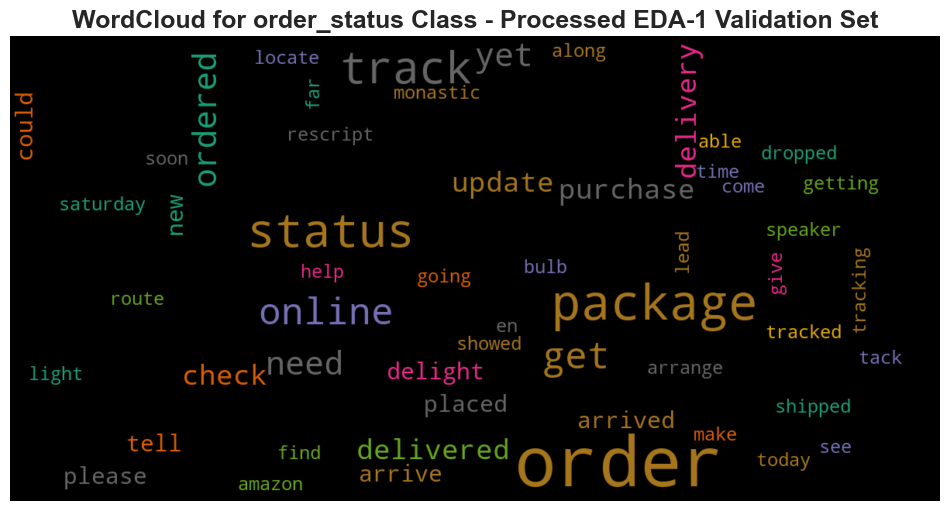 WordCloud for order_status Class - Processed EDA-1 Validation Set
locate
track
yet
along
far
monastic
ordered
delivery
could
rescript
soon
able
dropped
time
come
getting
update
purchase
saturday
new
status
speaker
lead
help
going
bulb
give
tracking
route
online
package
en
showed
tracked
get
need
check
delight
arrange
tack
light
placed
arrived
shipped
make
tell
find
delivered
order
see
please
amazon
arrive
today